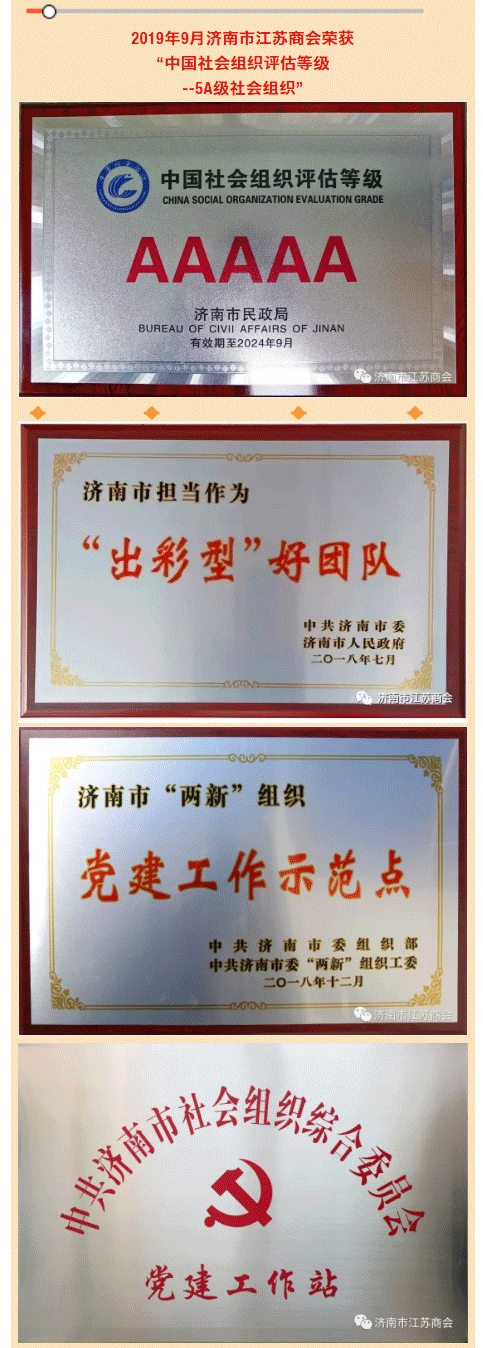 2019年9月济南市江苏商会荣获
“中国社会组织评估等级
--5A级社会组织”
中国社会组织评估等级
CHINA SOCIAL ORGANIZATION EVALUATION GRADE
AAAAA
济南市民政局
BUREAU OF CIVIL AFFAIRS OF JINAN
有效期至2024年9月
济南市江苏商会
济南市担当作为
“出彩型”好团队
中共济南市委
济南市人民政府
二〇一八年七月
济南市江苏商会
济南市“两新”组织
党建工作示范点
中共济南市委组织部
中共济南市委“两新”组织工委
二〇一八年十二月
济南市江苏商会
中共济南市社会组织综合委员会
党建工作站
济南市江苏商会